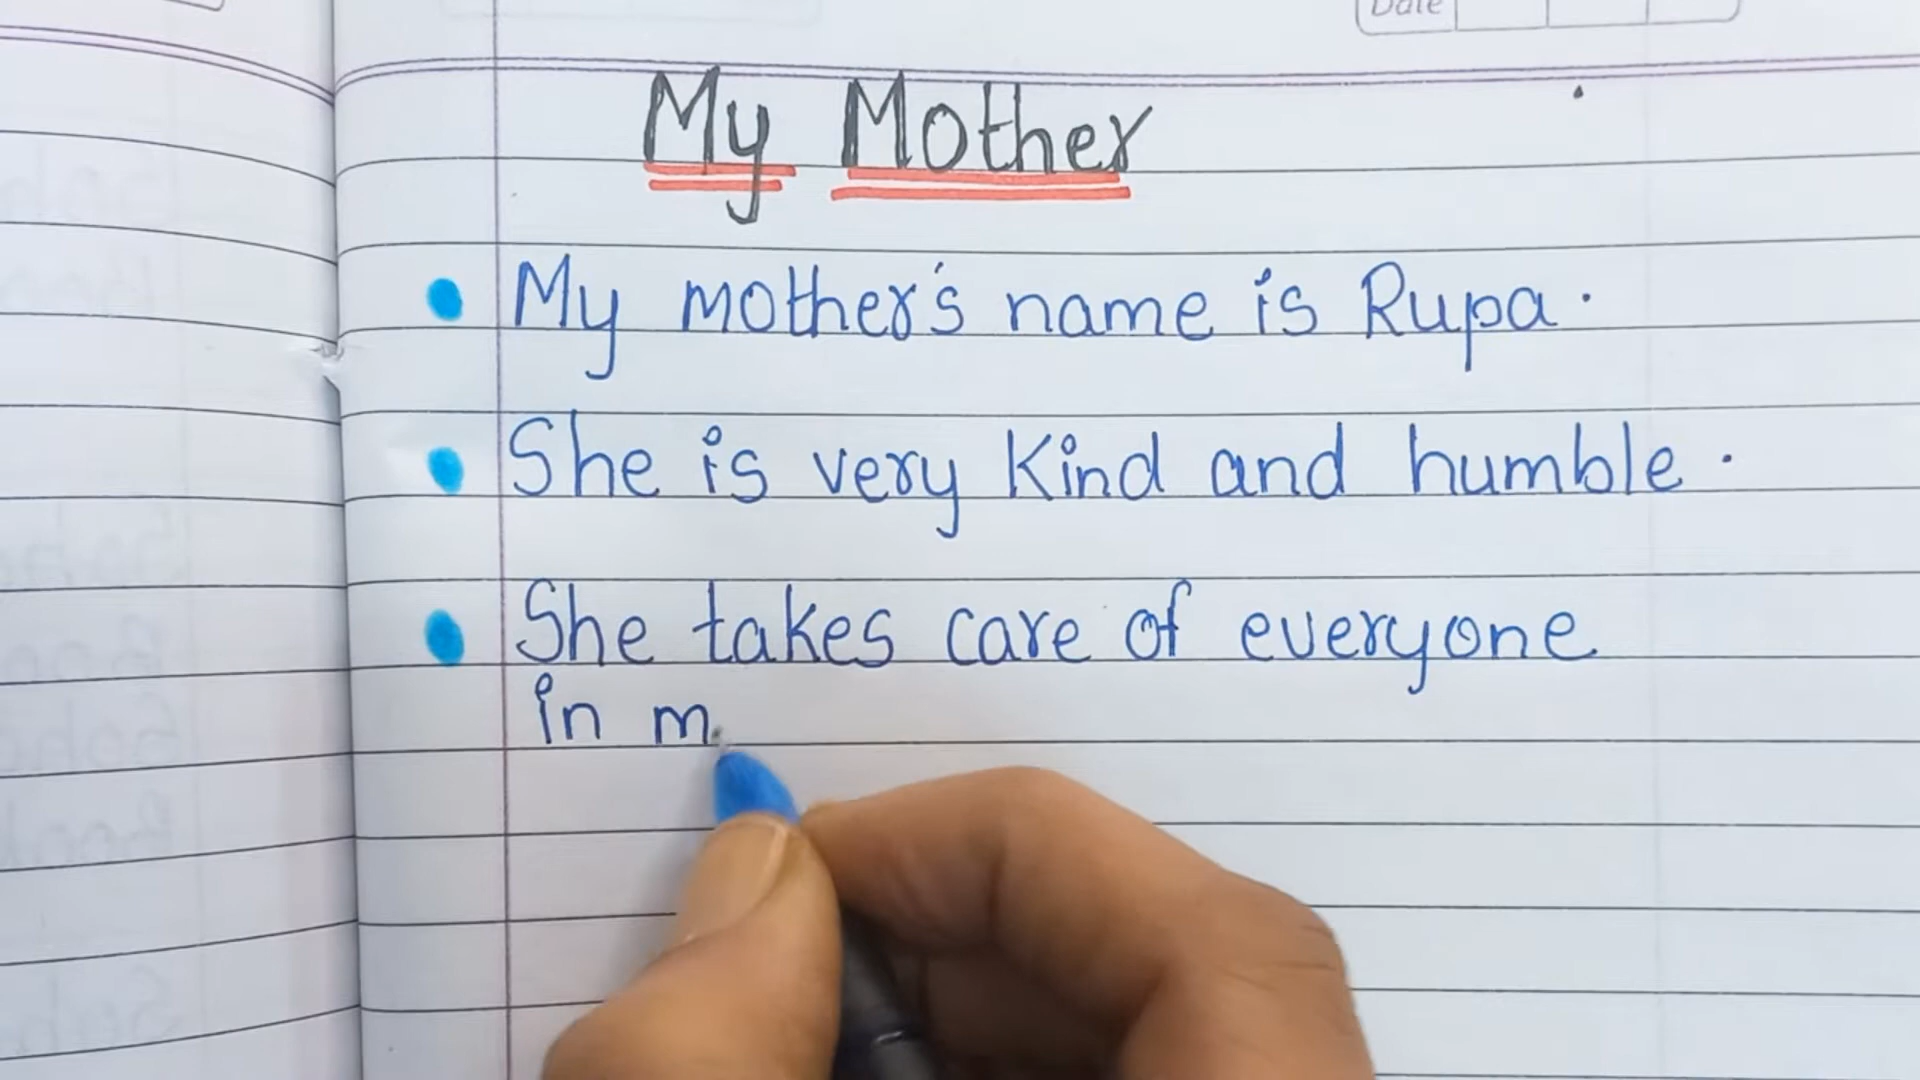 Date
My Mother
• My mother's name is Rupa.
• She is very Kind and humble.
• She takes care of everyone
in m